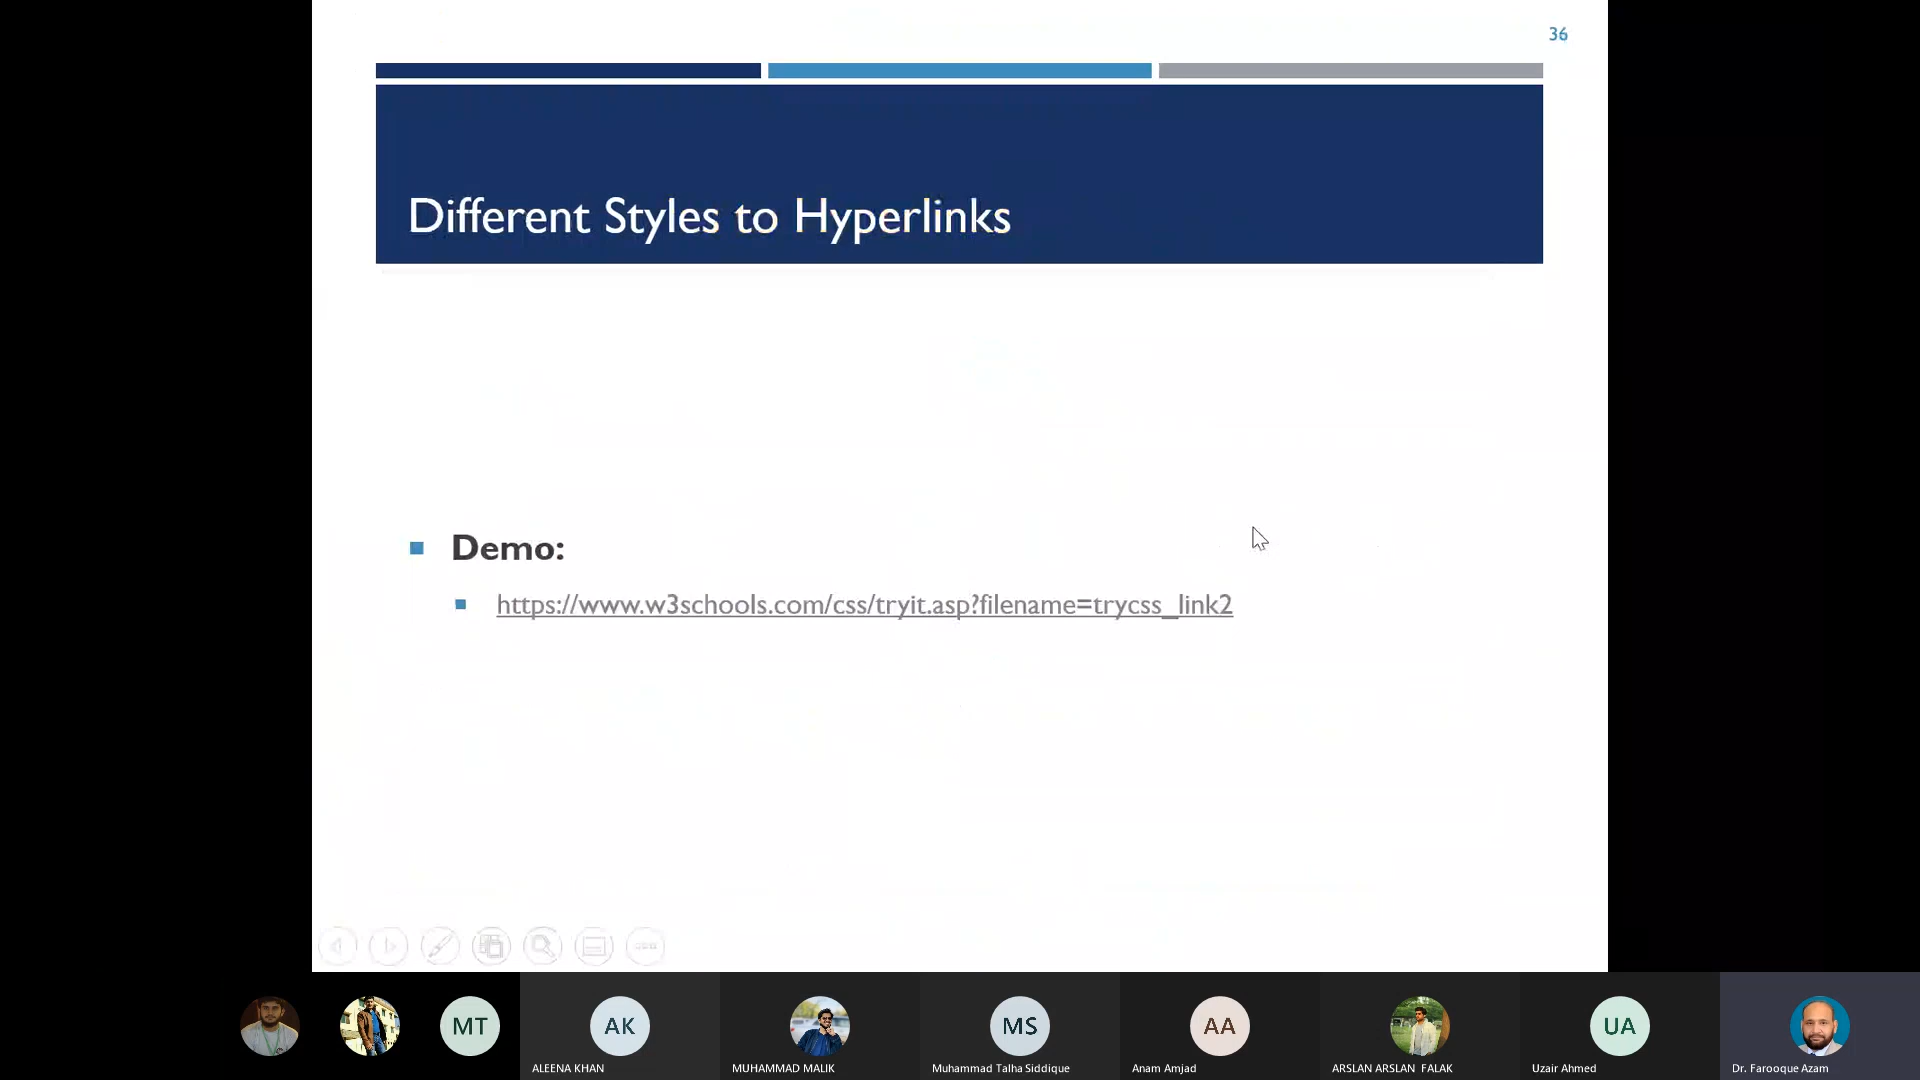 36
Different Styles to Hyperlinks
Demo:
https://www.w3schools.com/css/tryit.asp?filename=trycss_link2
MT
AK
MS
AA
UA
ALEENA KHAN
MUHAMMAD MALIK
Muhammad Talha Siddique
Anam Amjad
ARSLAN ARSLAN FALAK
Uzair Ahmed
Dr. Farooque Azam